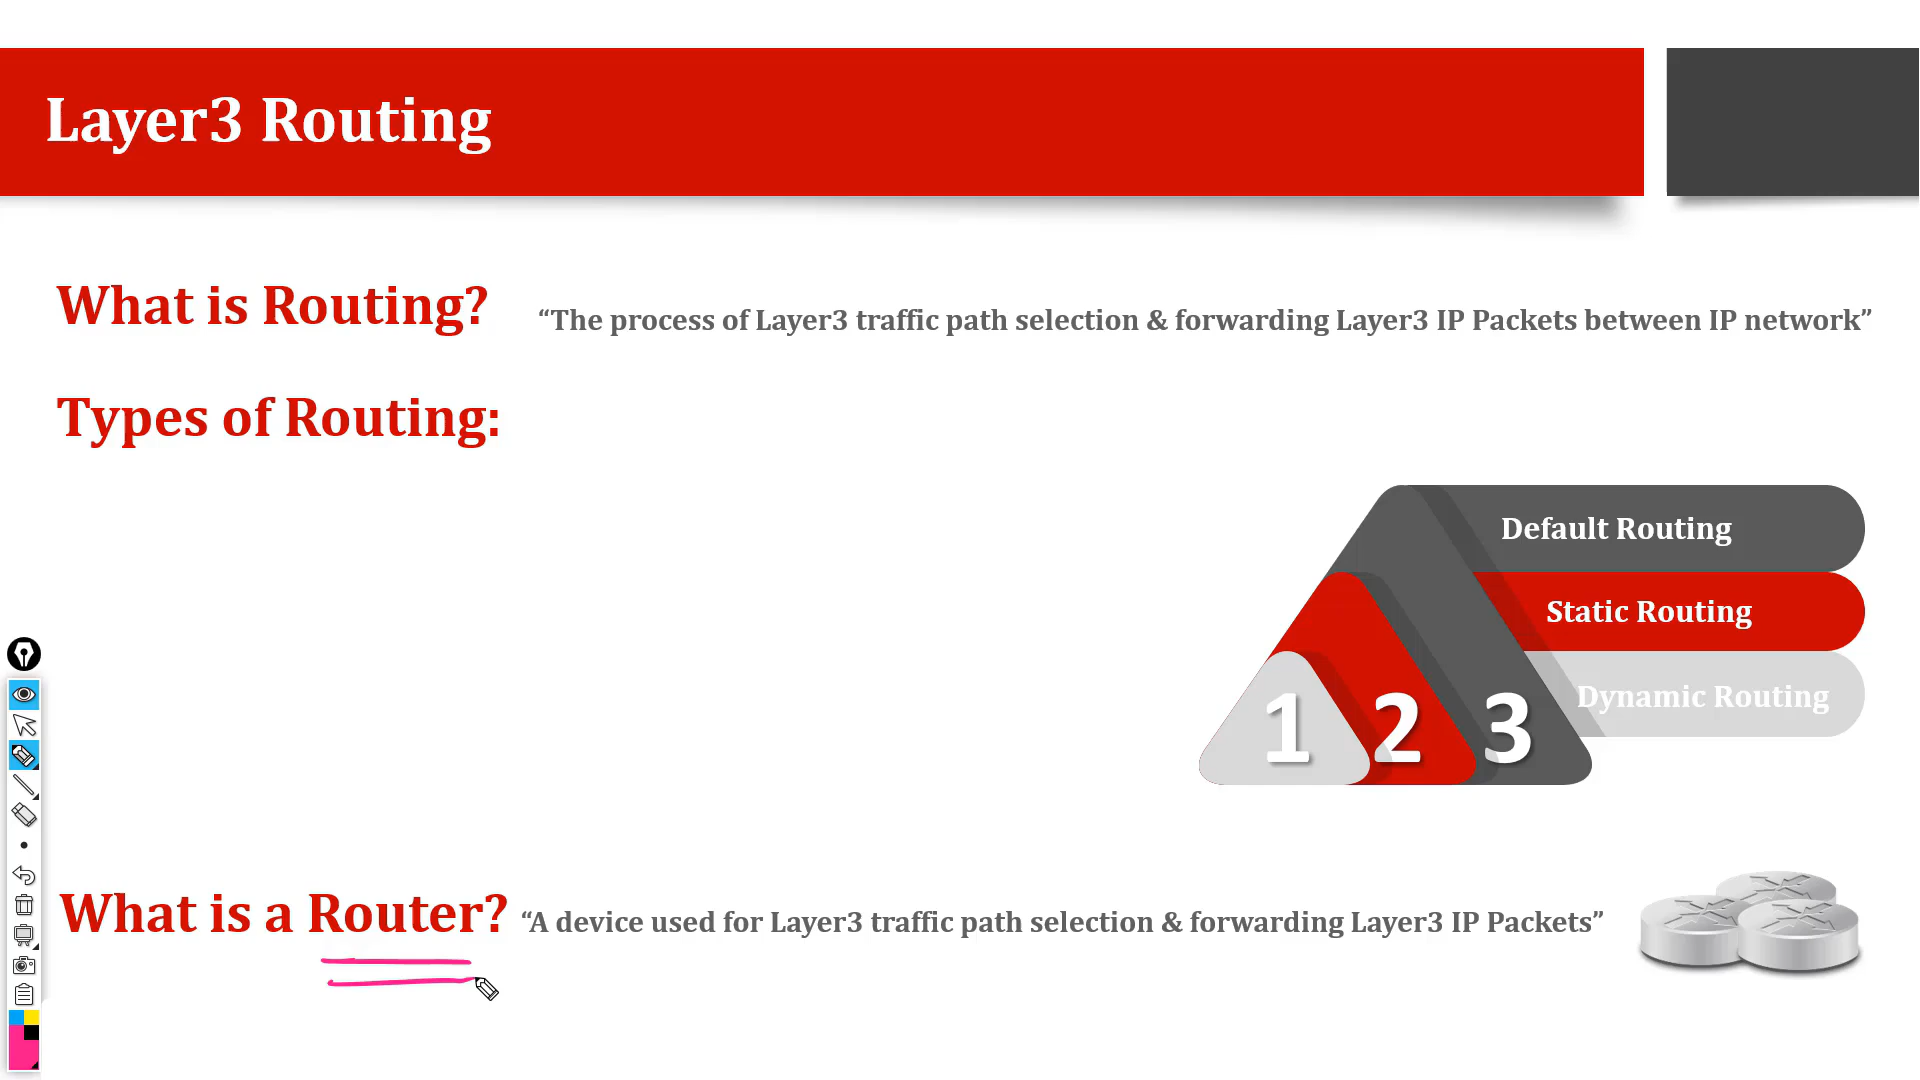 Layer3 Routing
What is Routing? “The process of Layer3 traffic path selection & forwarding Layer3 IP Packets between IP network”
Types of Routing:
Default Routing
Static Routing
Dynamic Routing
1 2 3
What is a Router? “A device used for Layer3 traffic path selection & forwarding Layer3 IP Packets”